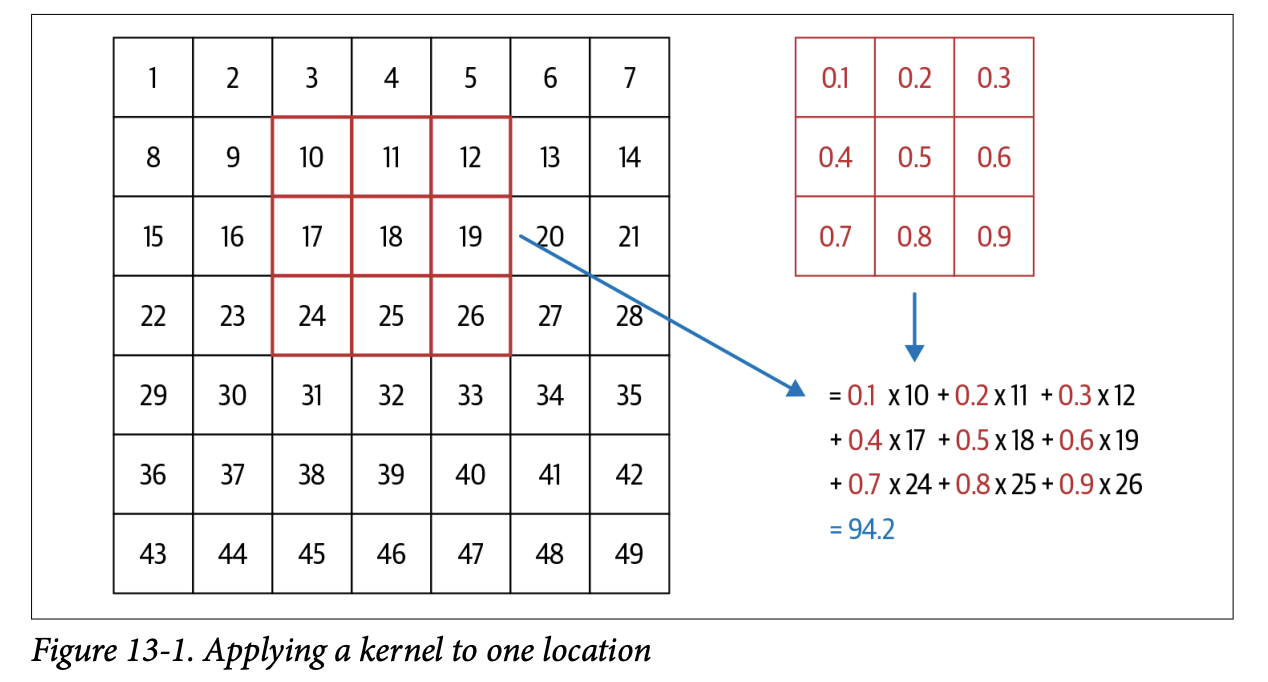 1 2 3 4 5 6 7
8 9 10 11 12 13 14
15 16 17 18 19 20 21
22 23 24 25 26 27 28
29 30 31 32 33 34 35
36 37 38 39 40 41 42
43 44 45 46 47 48 49
0.1 0.2 0.3
0.4 0.5 0.6
0.7 0.8 0.9
= 0.1 x 10 + 0.2 x 11 + 0.3 x 12
+ 0.4 x 17 + 0.5 x 18 + 0.6 x 19
+ 0.7 x 24 + 0.8 x 25 + 0.9 x 26
= 94.2
Figure 13-1. Applying a kernel to one location